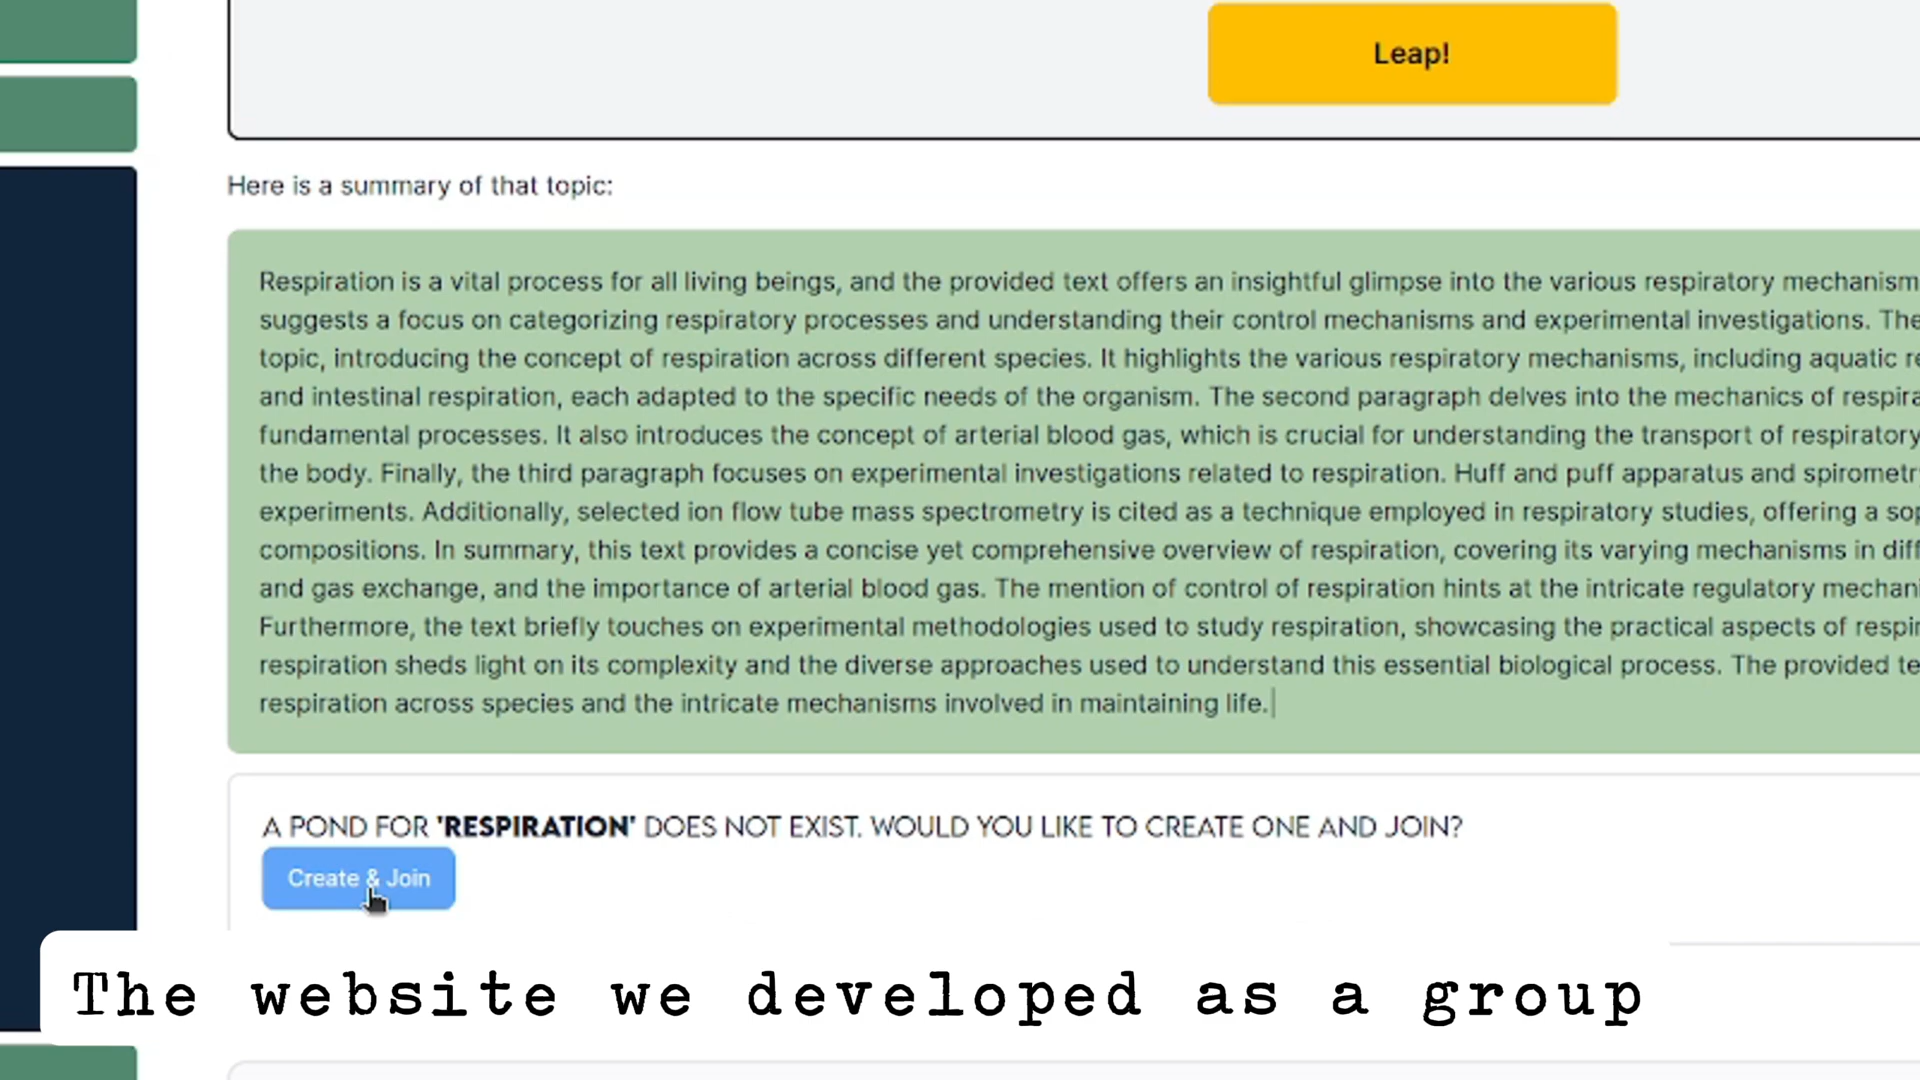 Leap!
Here is a summary of that topic:
Respiration is a vital process for all living beings, and the provided text offers an insightful glimpse into the various respiratory mechanism
suggests a focus on categorizing respiratory processes and understanding their control mechanisms and experimental investigations. The
topic, introducing the concept of respiration across different species. It highlights the various respiratory mechanisms, including aquatic
and intestinal respiration, each adapted to the specific needs of the organism. The second paragraph delves into the mechanics of
fundamental processes. It also introduces the concept of arterial blood gas, which is crucial for understanding the transport of respiratory
the body. Finally, the third paragraph focuses on experimental investigations related to respiration. Huff and puff apparatus and
experiments. Additionally, selected ion flow tube mass spectrometry is cited as a technique employed in respiratory studies, offering a
compositions. In summary, this text provides a concise yet comprehensive overview of respiration, covering its varying mechanisms in
and gas exchange, and the importance of arterial blood gas. The mention of control of respiration hints at the intricate regulatory
Furthermore, the text briefly touches on experimental methodologies used to study respiration, showcasing the practical aspects of
respiration sheds light on its complexity and the diverse approaches used to understand this essential biological process. The provided
respiration across species and the intricate mechanisms involved in maintaining life.
A POND FOR 'RESPIRATION' DOES NOT EXIST. WOULD YOU LIKE TO CREATE ONE AND JOIN?
Create & Join
The website we developed as a group